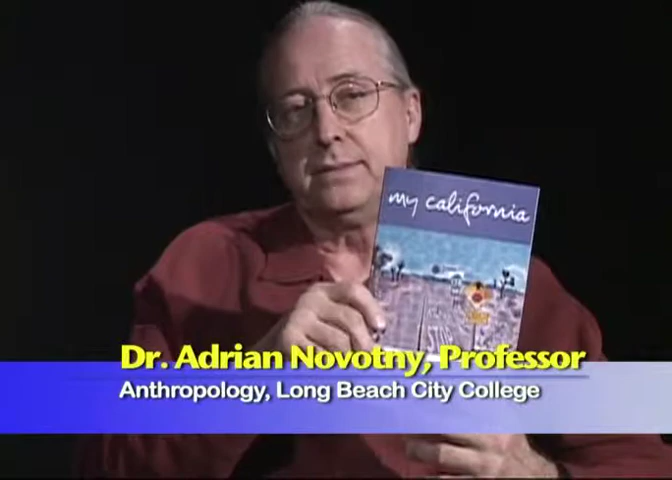 my california
Dr. Adrian Novotny, Professor
Anthropology, Long Beach City College